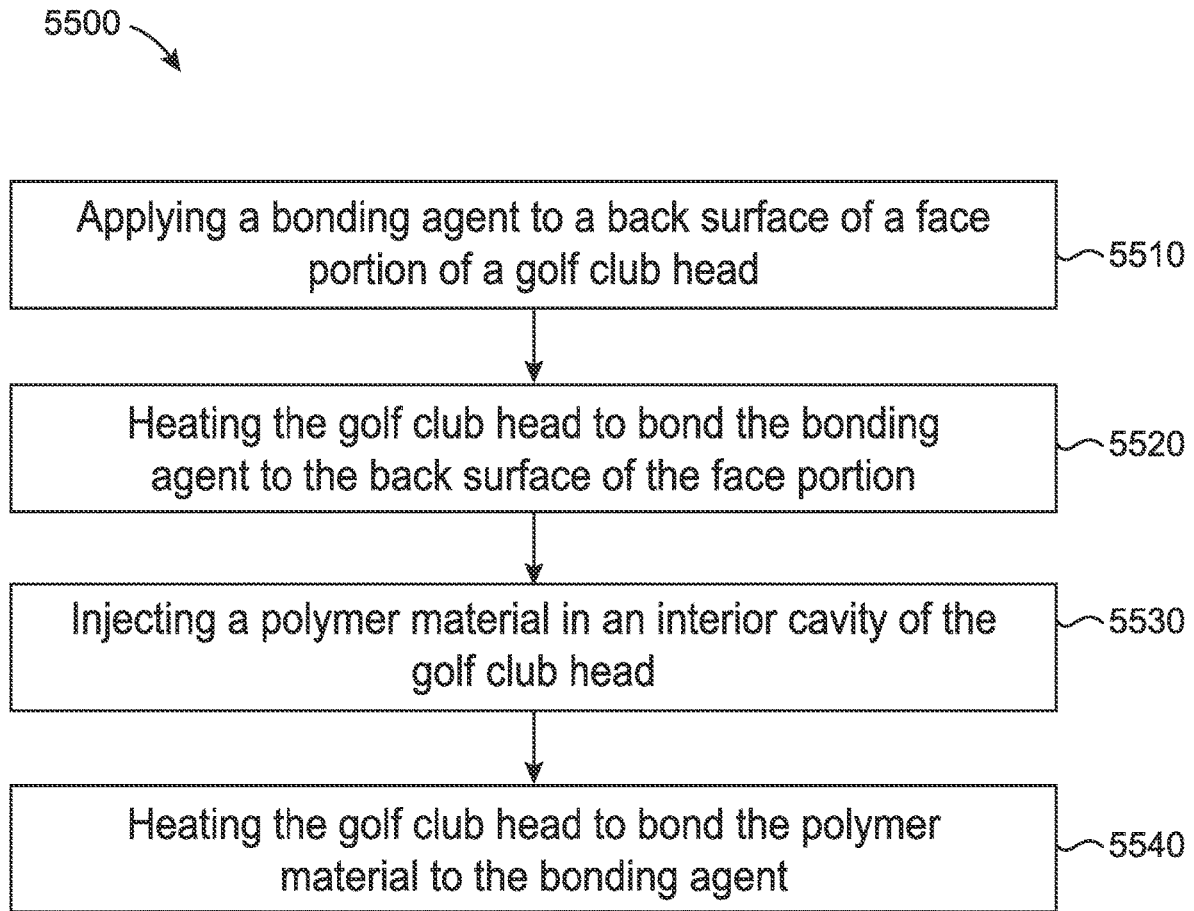 5500
Applying a bonding agent to a back surface of a face
portion of a golf club head
5510
Heating the golf club head to bond the bonding
agent to the back surface of the face portion
5520
Injecting a polymer material in an interior cavity of the
golf club head
5530
Heating the golf club head to bond the polymer
material to the bonding agent
5540